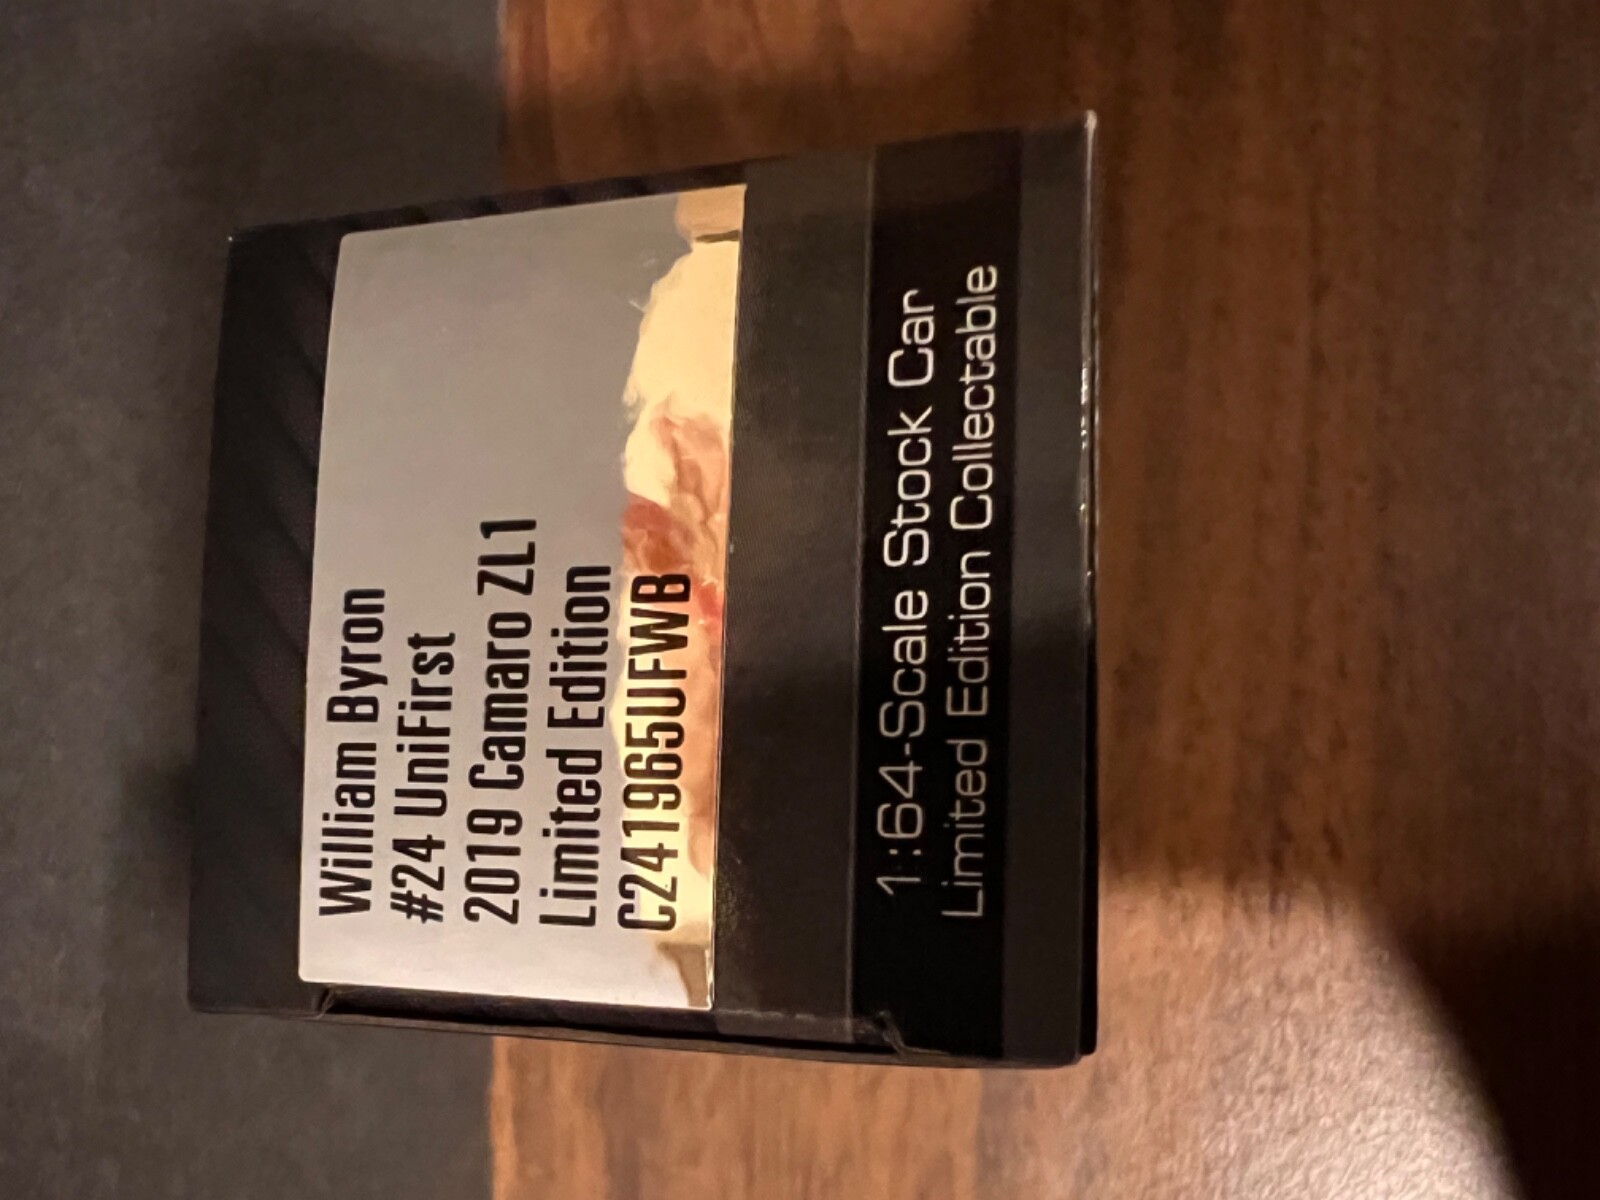 William Byron
#24 UniFirst
2019 Camaro ZL1
Limited Edition
C241965UFWB
1:64-Scale Stock Car
Limited Edition Collectable